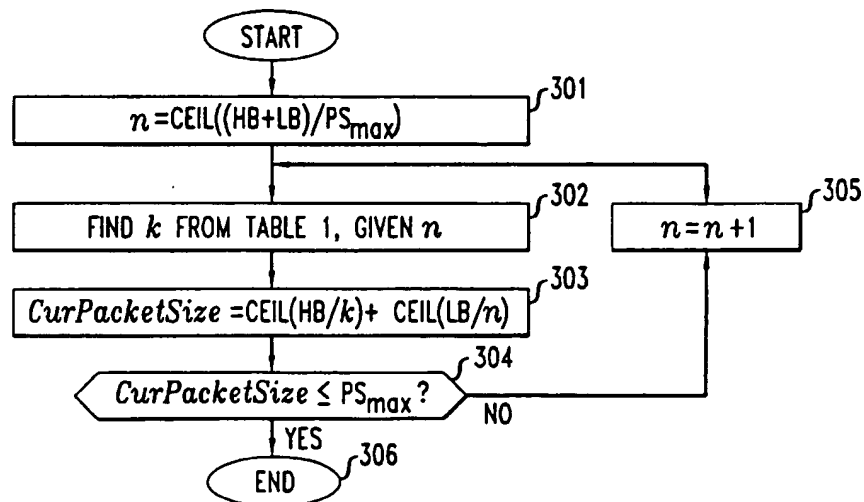 START
301
n=CEIL((HB+LB)/PSmax)
305
302
FIND k FROM TABLE 1, GIVEN n
n=n+1
303
CurPacketSize=CEIL(HB/k)+ CEIL(LB/n)
304
CurPacketSize ≤ PSmax?
NO
YES
306
END